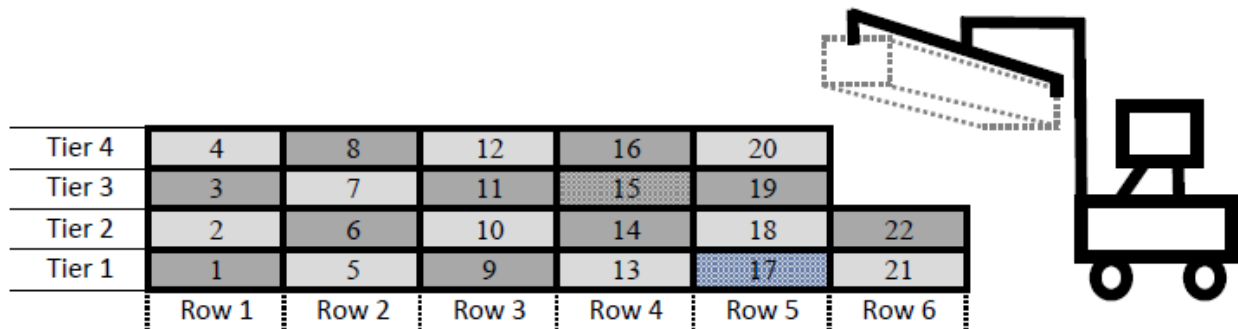 Tier 4 4 8 12 16 20
Tier 3 3 7 11 15 19
Tier 2 2 6 10 14 18 22
Tier 1 1 5 9 13 17 21
Row 1 Row 2 Row 3 Row 4 Row 5 Row 6